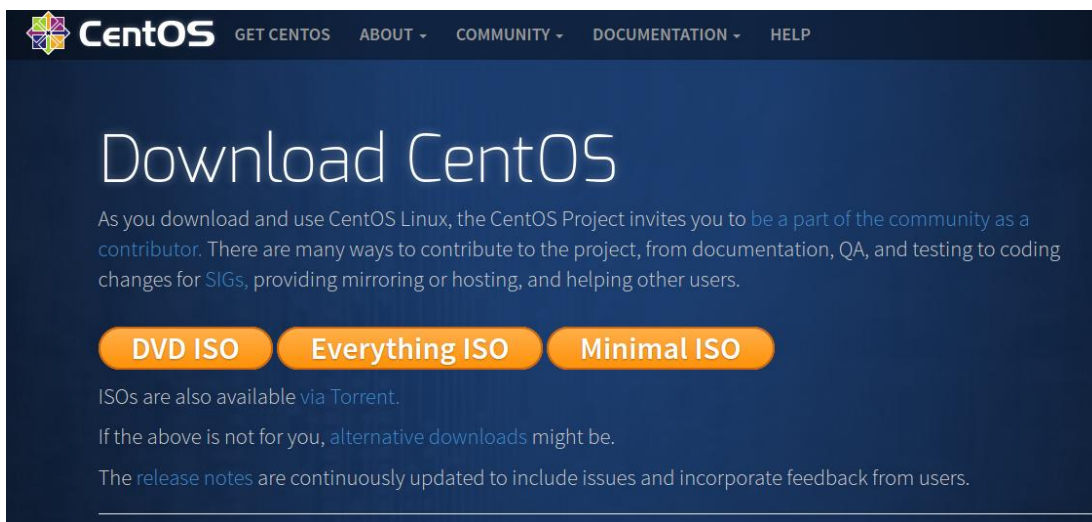 CentOS GET CENTOS ABOUT COMMUNITY DOCUMENTATION HELP
Download CentOS
As you download and use CentOS Linux, the CentOS Project invites you to be a part of the community as a
contributor. There are many ways to contribute to the project, from documentation, QA, and testing to coding
changes for SIGs, providing mirroring or hosting, and helping other users.
DVD ISO Everything ISO Minimal ISO
ISOs are also available via Torrent.
If the above is not for you, alternative downloads might be.
The release notes are continuously updated to include issues and incorporate feedback from users.